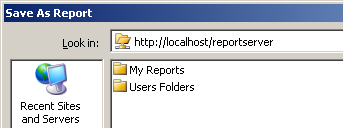 Save As Report
Look in: http://localhost/reportserver
My Reports
Users Folders
Recent Sites
and Servers